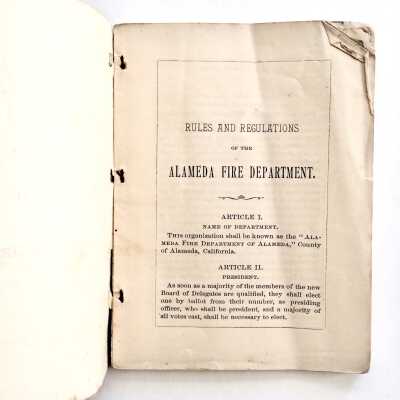 RULES AND REGULATIONS
OF THE
ALAMEDA FIRE DEPARTMENT.
ARTICLE I.
NAME OF DEPARTMENT.
THIS organization shall be known as the "ALA-
MEDA FIRE DEPARTMENT OF ALAMEDA," County
of Alameda, California.
ARTICLE II.
PRESIDENT.
As soon as a majority of the members of the new
Board of Delegates are qualified, they shall elect
one by ballot from their number, as presiding
officer, who shall be president, and a majority of
all votes cast, shall be necessary to elect.